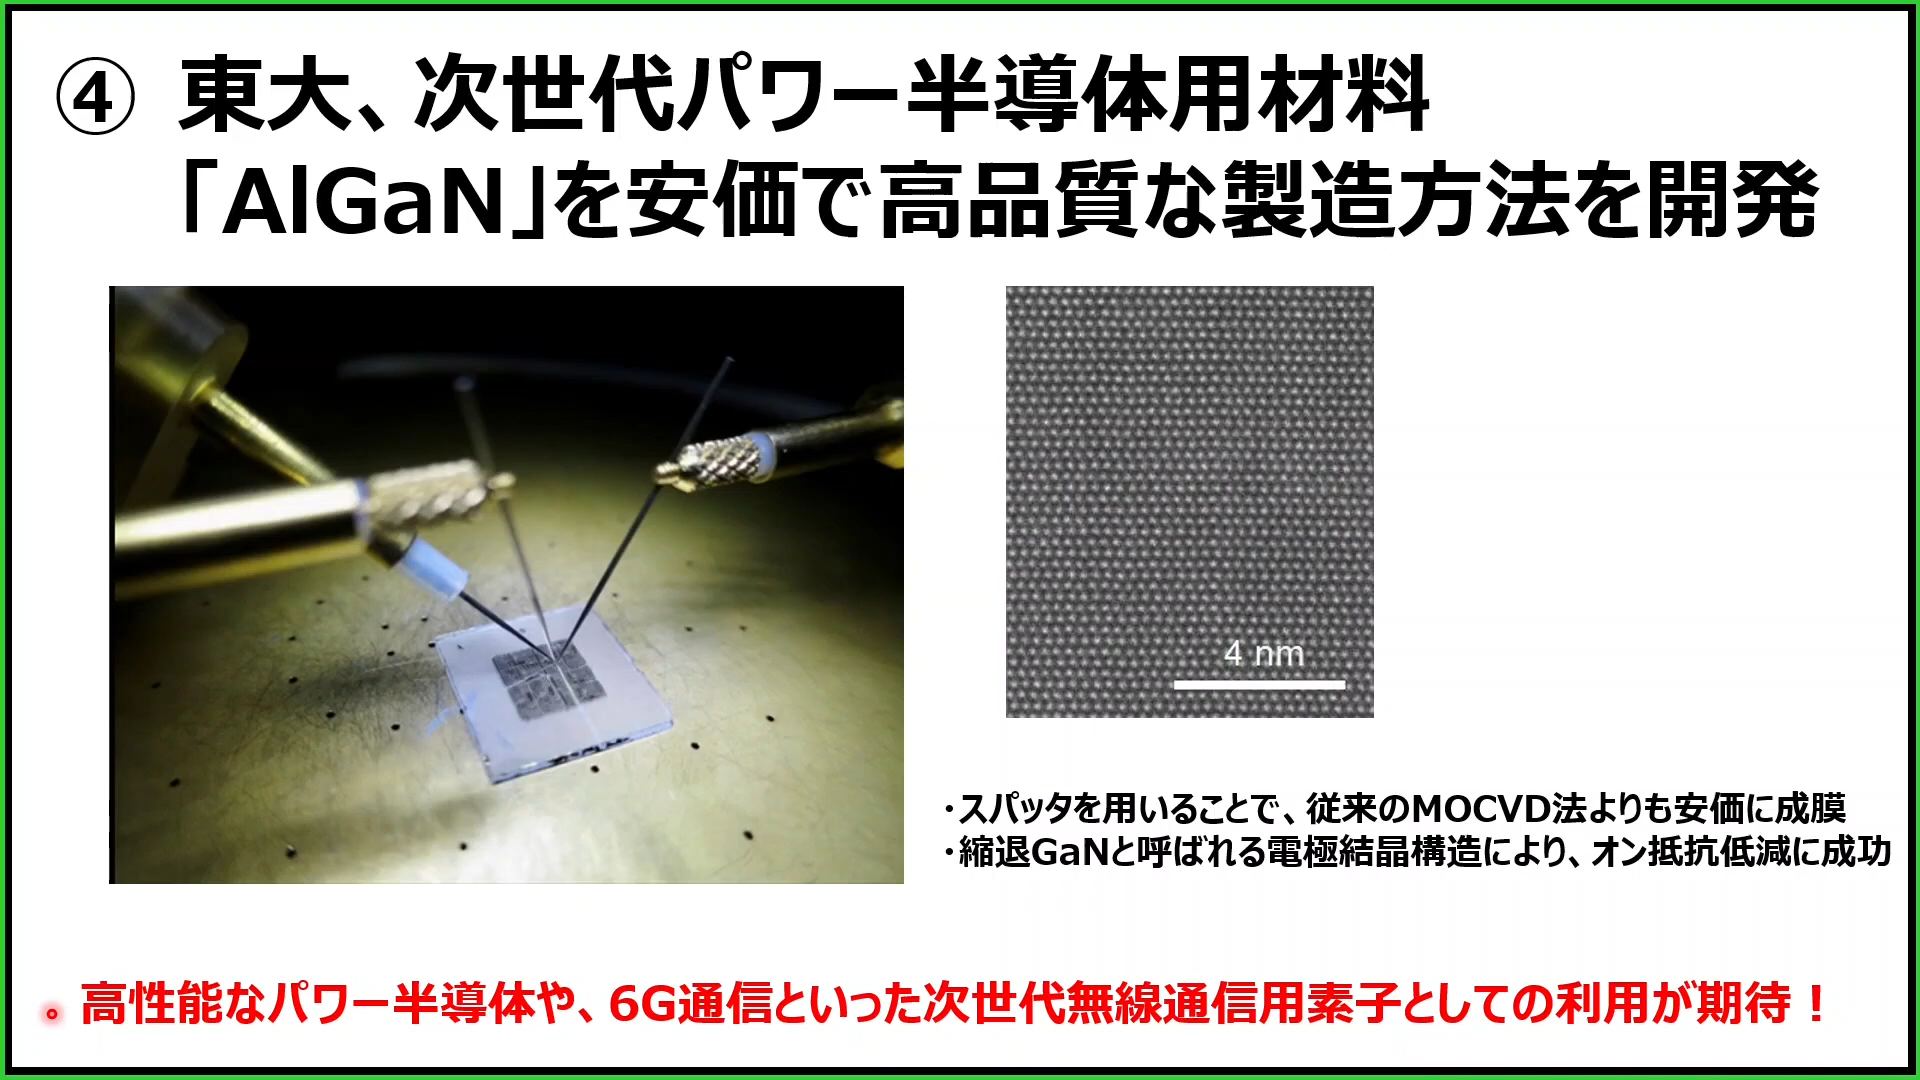 ④ 東大、次世代パワー半導体用材料
「AlGaN」を安価で高品質な製造方法を開発
4 nm
・スパッタを用いることで、従来のMOCVD法よりも安価に成膜
・縮退GaNと呼ばれる電極結晶構造により、オン抵抗低減に成功
。高性能なパワー半導体や、6G通信といった次世代無線通信用素子としての利用が期待！